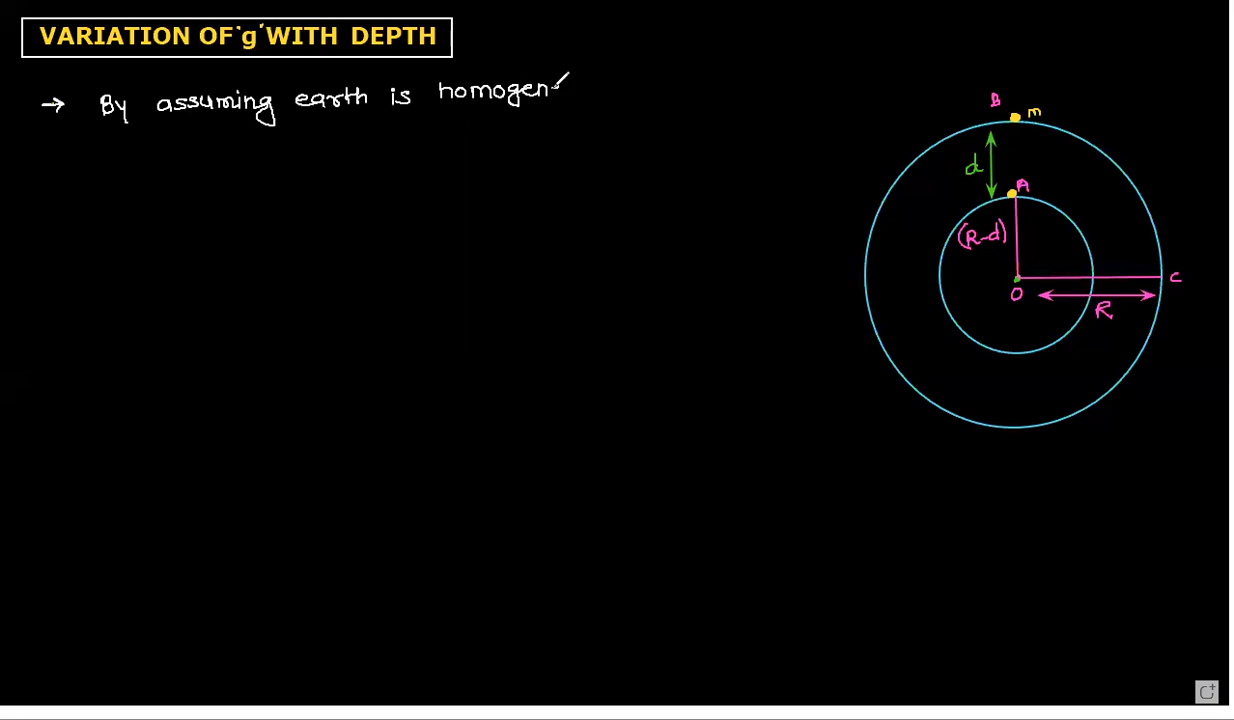 VARIATION OF 'g' WITH DEPTH
→ By assuming earth is homogen
B
m
d
A
(R-d)
O
C
R